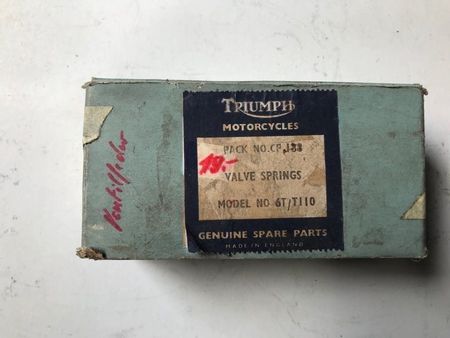 TRIUMPH
MOTORCYCLES
PACK NO. CP.188
19.-
VALVE SPRINGS
MODEL NO 6T/T110
GENUINE SPARE PARTS
MADE IN ENGLAND
Ventilfeder